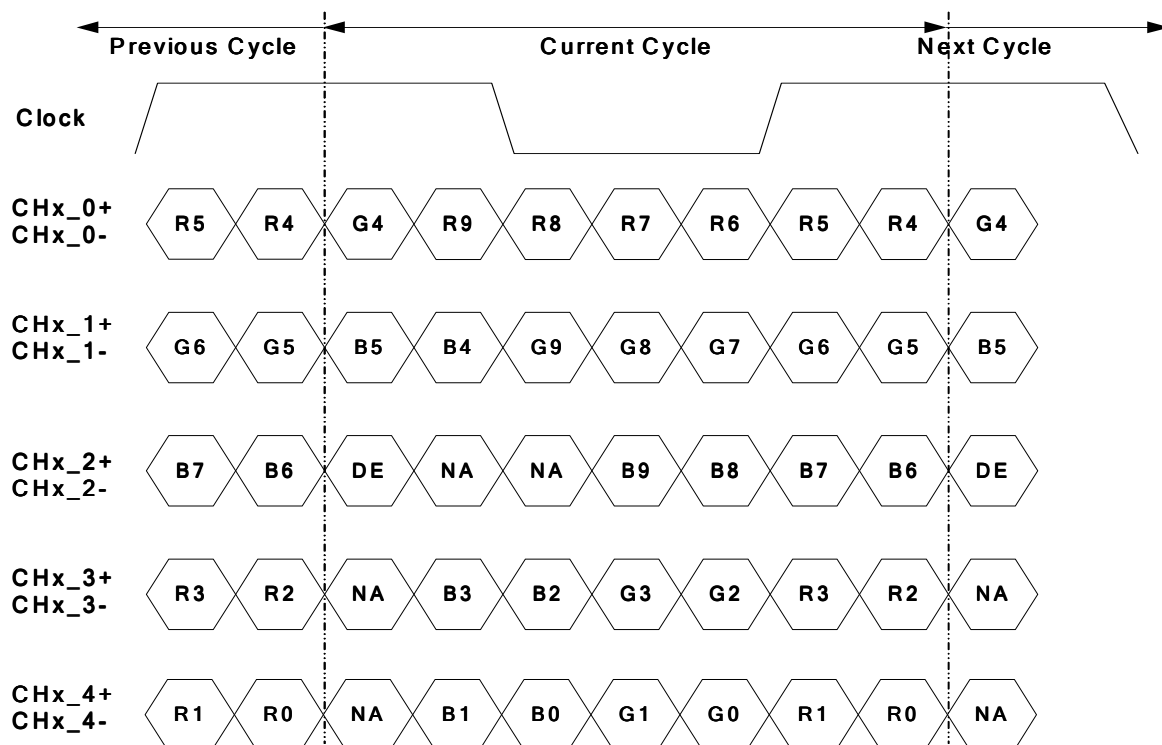 Previous Cycle Current Cycle Next Cycle
Clock
CHx_0+
CHx_0-
R5 R4 G4 R9 R8 R7 R6 R5 R4 G4
CHx_1+
CHx_1-
G6 G5 B5 B4 G9 G8 G7 G6 G5 B5
CHx_2+
CHx_2-
B7 B6 DE NA NA B9 B8 B7 B6 DE
CHx_3+
CHx_3-
R3 R2 NA B3 B2 G3 G2 R3 R2 NA
CHx_4+
CHx_4-
R1 R0 NA B1 B0 G1 G0 R1 R0 NA